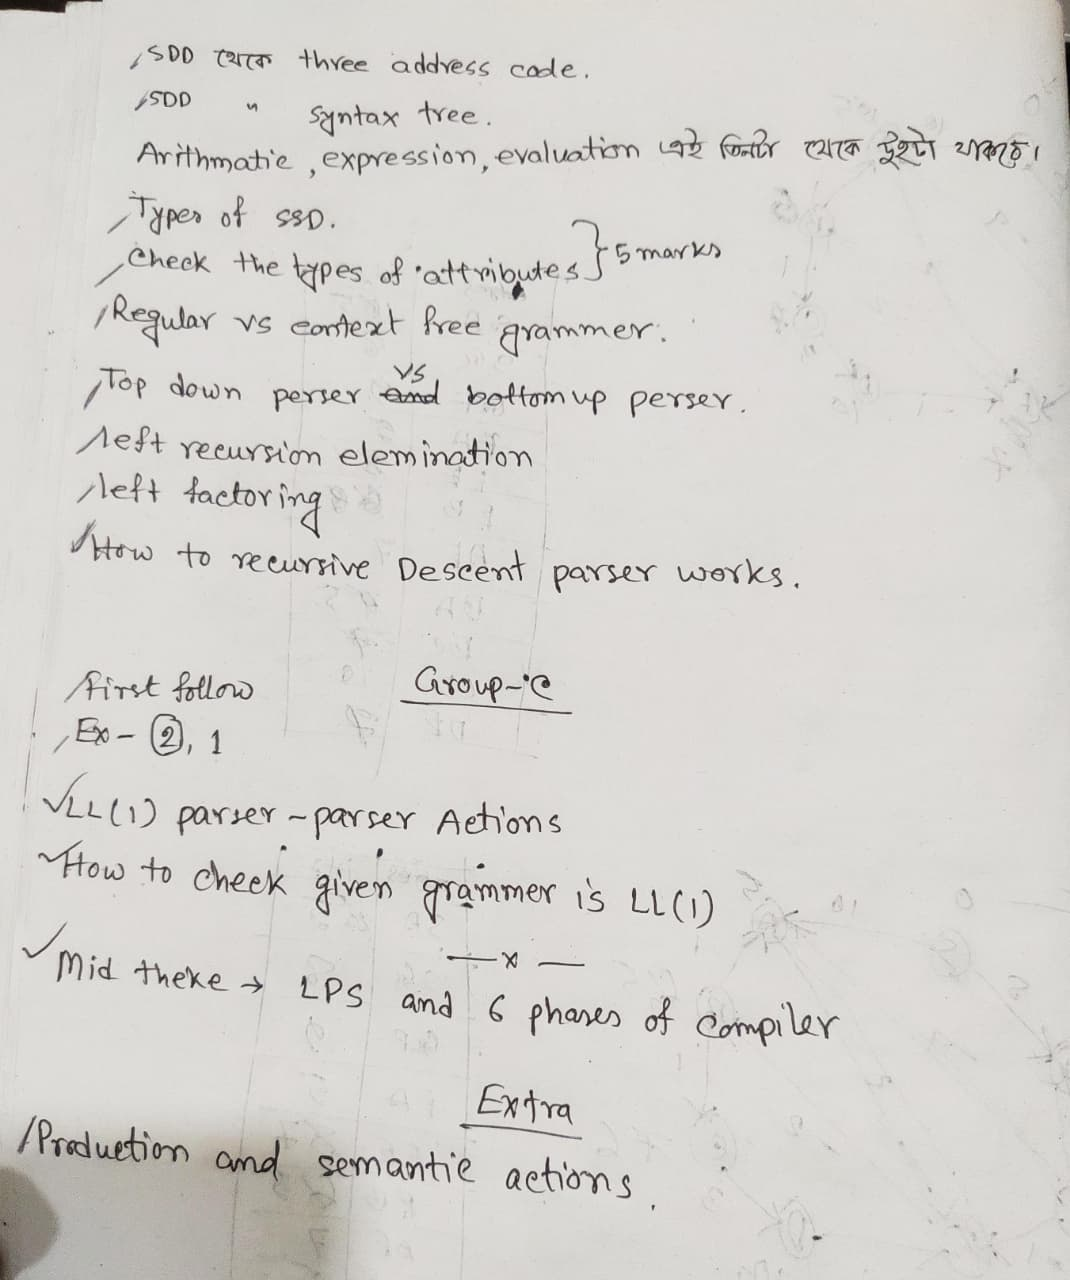 SDD থেকে three address code.
SDD " syntax tree.
Arithmatic, expression, evaluation এই তিনটি থেকে দুইটা থাকবে।
Types of SSD.
Check the types of attributes } 5 marks
Regular vs context free grammer.
Top down perser vs bottom up perser.
left recursion elemination
left factoring
How to recursive Descent parser works.
Group-C
First follow
Ex - 2, 1
LL(1) parser - parser Actions
How to check given grammer is LL(1)
— x —
Mid theke → LPS and 6 phases of compiler
Extra
Production and semantic actions.